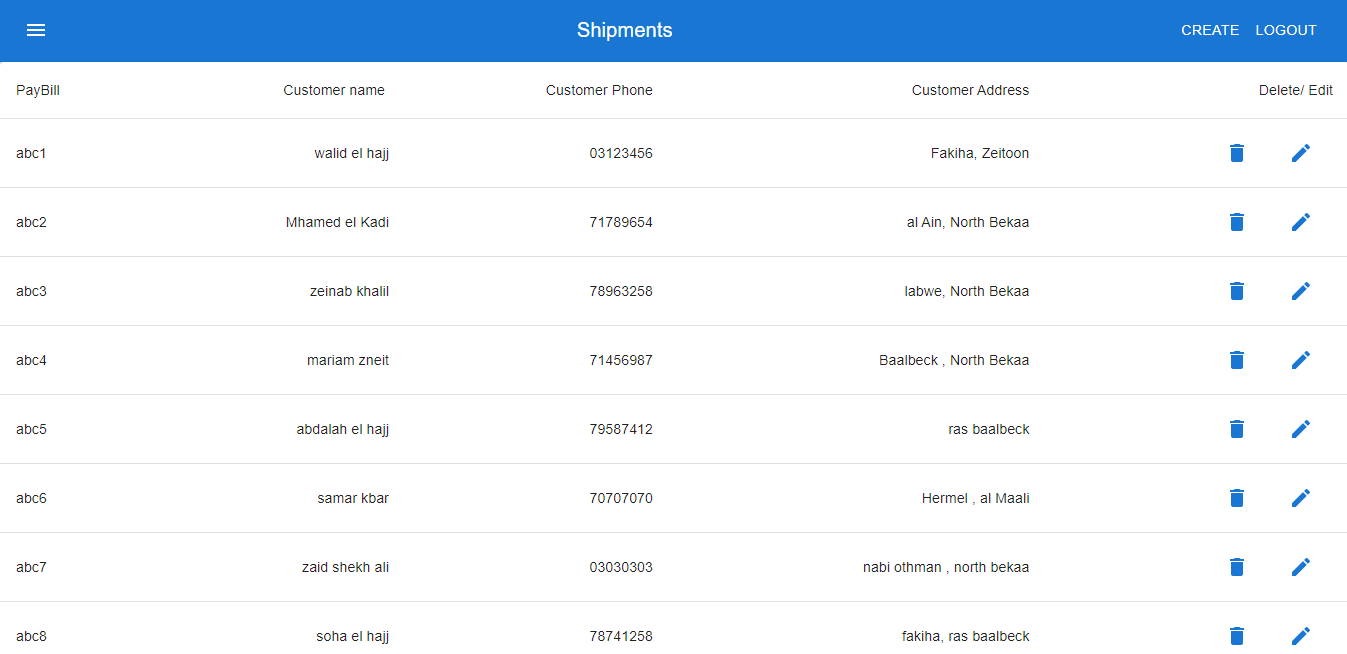 Shipments CREATE LOGOUT
PayBill Customer name Customer Phone Customer Address Delete/ Edit
abc1 walid el hajj 03123456 Fakiha, Zeitoon
abc2 Mhamed el Kadi 71789654 al Ain, North Bekaa
abc3 zeinab khalil 78963258 labwe, North Bekaa
abc4 mariam zneit 71456987 Baalbeck , North Bekaa
abc5 abdalah el hajj 79587412 ras baalbeck
abc6 samar kbar 70707070 Hermel , al Maali
abc7 zaid shekh ali 03030303 nabi othman , north bekaa
abc8 soha el hajj 78741258 fakiha, ras baalbeck